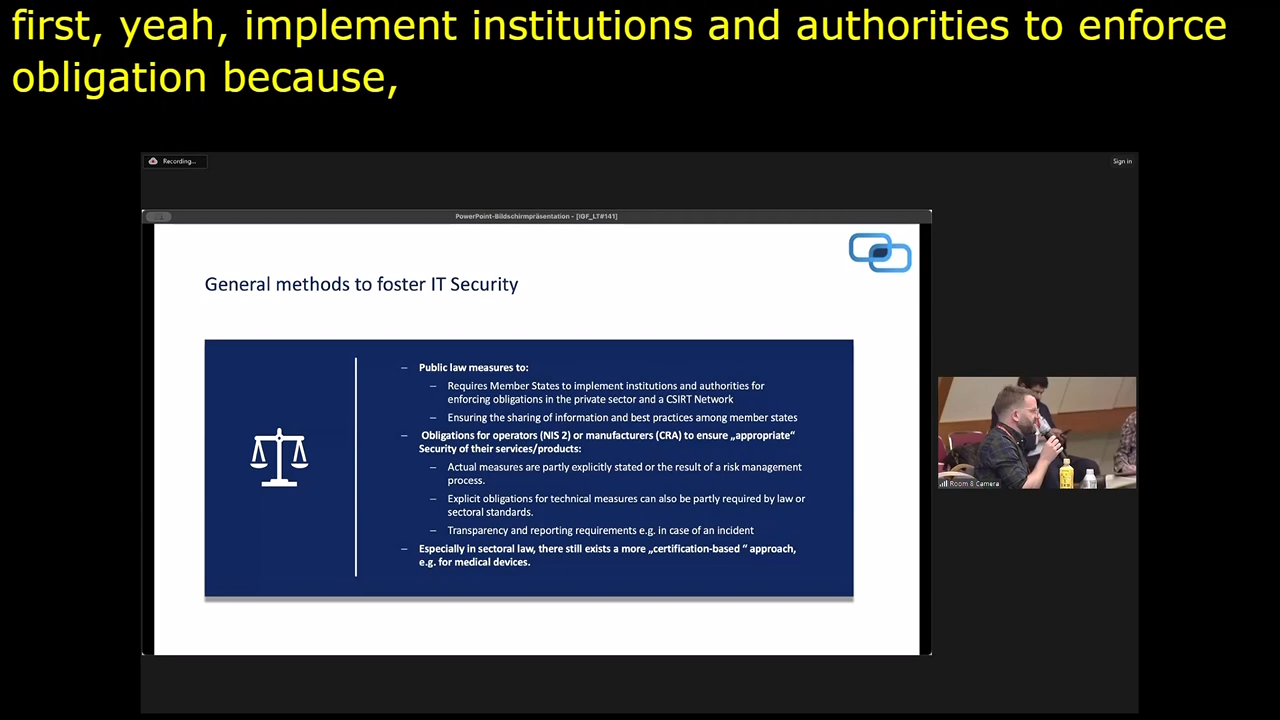 first, yeah, implement institutions and authorities to enforce
obligation because,
Recording...
Sign in
PowerPoint-Bildschirmpräsentation - [IGF_LT#141]
General methods to foster IT Security
– Public law measures to:
– Requires Member States to implement institutions and authorities for
enforcing obligations in the private sector and a CSIRT Network
– Ensuring the sharing of information and best practices among member states
– Obligations for operators (NIS 2) or manufacturers (CRA) to ensure „appropriate“
Security of their services/products:
– Actual measures are partly explicitly stated or the result of a risk management
process.
– Explicit obligations for technical measures can also be partly required by law or
sectoral standards.
– Transparency and reporting requirements e.g. in case of an incident
– Especially in sectoral law, there still exists a more „certification-based “ approach,
e.g. for medical devices.
Room 8 Camera